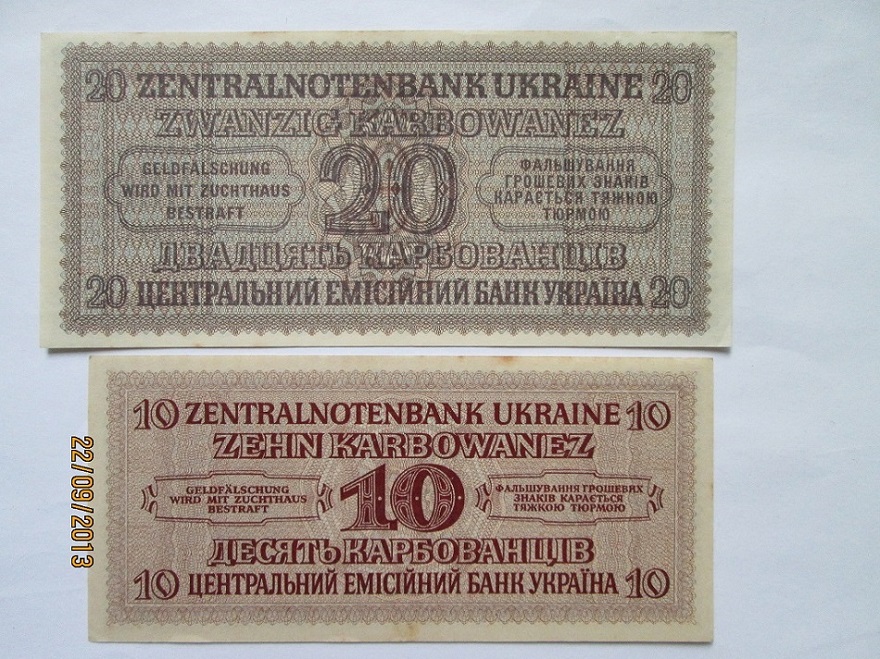 20 ZENTRALNOTENBANK UKRAINE 20
ZWANZIG KARBOWANEZ
GELDFÄLSCHUNG
WIRD MIT ZUCHTHAUS
BESTRAFT
20
ФАЛЬШУВАННЯ
ГРОШЕВИХ ЗНАКІВ
КАРАЄТЬСЯ ТЯЖКОЮ
ТЮРМОЮ
ДВАДЦЯТЬ КАРБОВАНЦІВ
20 ЦЕНТРАЛЬНИЙ ЕМІСІЙНИЙ БАНК УКРАЇНА 20
10 ZENTRALNOTENBANK UKRAINE 10
ZEHN KARBOWANEZ
GELDFÄLSCHUNG
WIRD MIT ZUCHTHAUS
BESTRAFT
10
ФАЛЬШУВАННЯ ГРОШЕВИХ
ЗНАКІВ КАРАЄТЬСЯ
ТЯЖКОЮ ТЮРМОЮ
ДЕСЯТЬ КАРБОВАНЦІВ
10 ЦЕНТРАЛЬНИЙ ЕМІСІЙНИЙ БАНК УКРАЇНА 10
22/09/2013